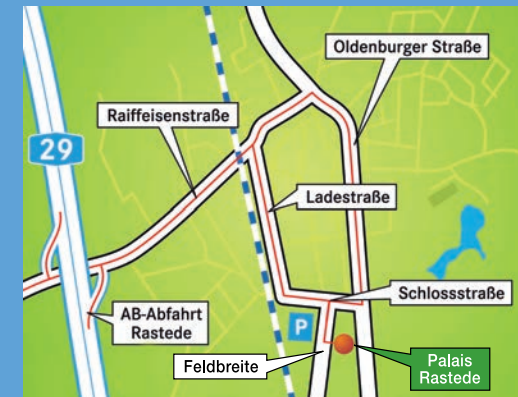 Oldenburger Straße
Raiffeisenstraße
29
Ladestraße
Schlossstraße
AB-Abfahrt
Rastede
P
Feldbreite
Palais
Rastede